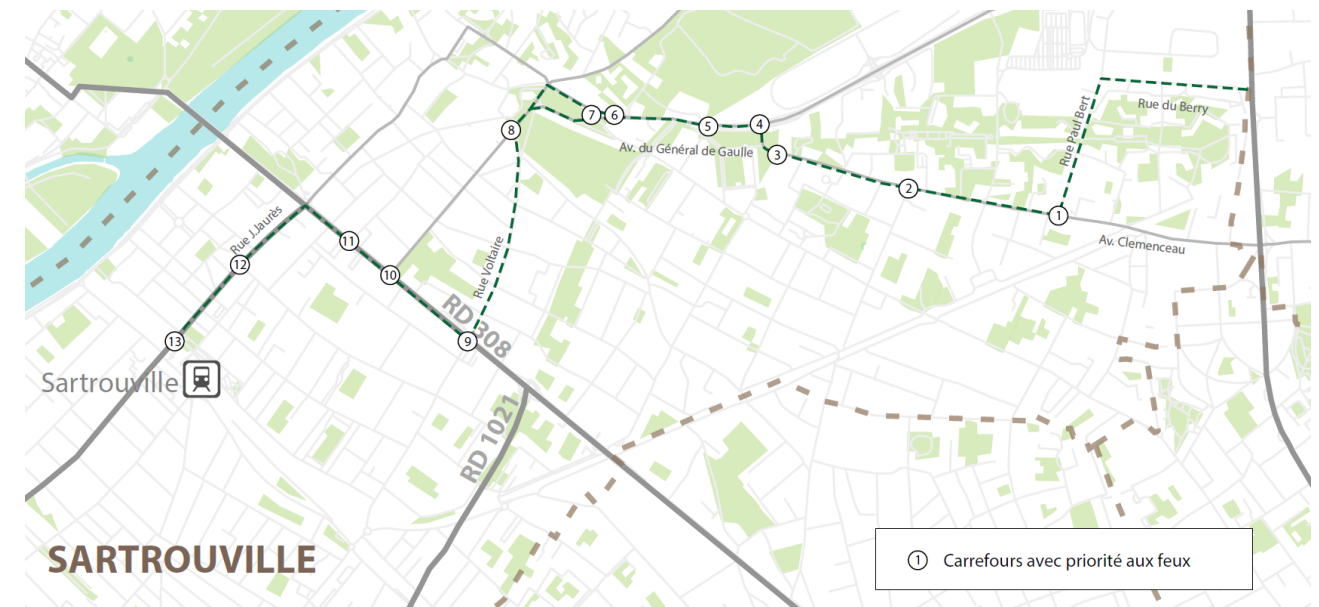 Rue du Berry
Rue Paul Bert
7
6
8
5
4
Av. du Général de Gaulle
3
2
1
Av. Clemenceau
Rue J.Jaurès
11
12
10
Rue Voltaire
RD 308
9
13
Sartrouville
RD 1021
SARTROUVILLE
1 Carrefours avec priorité aux feux